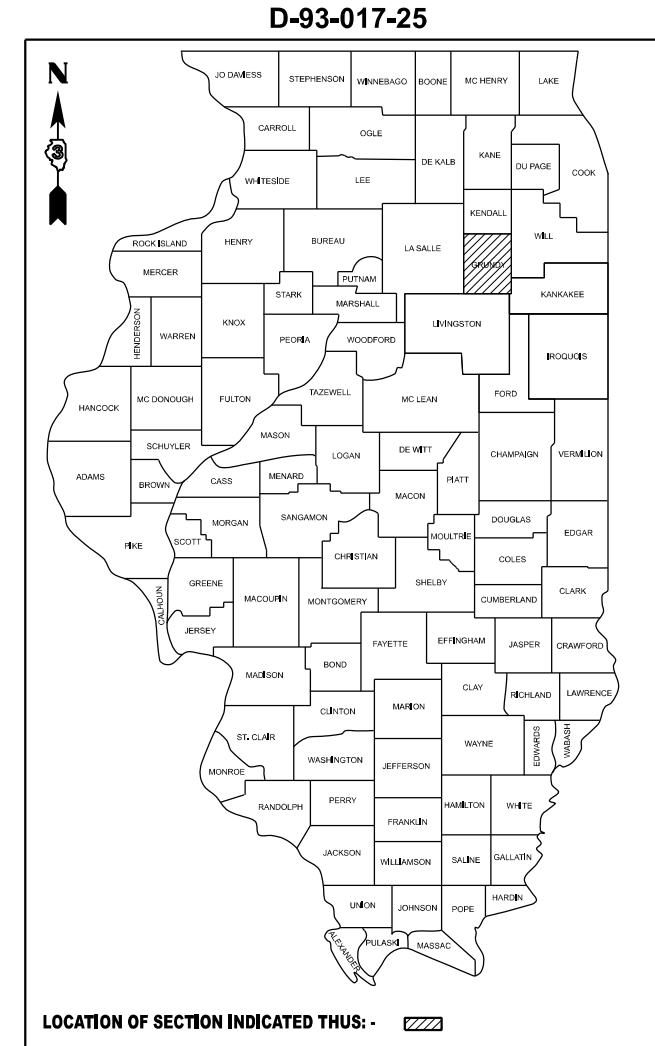 D-93-017-25
N
3
JO DAVIESS
STEPHENSON
WINNEBAGO
BOONE
MC HENRY
LAKE
CARROLL
OGLE
DE KALB
KANE
DU PAGE
COOK
WHITESIDE
LEE
KENDALL
WILL
ROCK ISLAND
HENRY
BUREAU
LA SALLE
GRUNDY
MERCER
PUTNAM
KANKAKEE
STARK
MARSHALL
HENDERSON
WARREN
KNOX
PEORIA
WOODFORD
LIVINGSTON
IROQUOIS
HANCOCK
MC DONOUGH
FULTON
TAZEWELL
MC LEAN
FORD
SCHUYLER
MASON
LOGAN
DE WITT
CHAMPAIGN
VERMILION
ADAMS
BROWN
CASS
MENARD
MACON
PIATT
PIKE
SCOTT
MORGAN
SANGAMON
CHRISTIAN
MOULTRIE
DOUGLAS
EDGAR
COLES
SHELBY
CALHOUN
GREENE
MACOUPIN
MONTGOMERY
CUMBERLAND
CLARK
JERSEY
FAYETTE
EFFINGHAM
JASPER
CRAWFORD
MADISON
BOND
CLAY
RICHLAND
LAWRENCE
CLINTON
MARION
ST. CLAIR
WAYNE
EDWARDS
WABASH
WASHINGTON
JEFFERSON
MONROE
RANDOLPH
PERRY
HAMILTON
WHITE
FRANKLIN
JACKSON
WILLIAMSON
SALINE
GALLATIN
UNION
JOHNSON
POPE
HARDIN
ALEXANDER
PULASKI
MASSAC
LOCATION OF SECTION INDICATED THUS: -